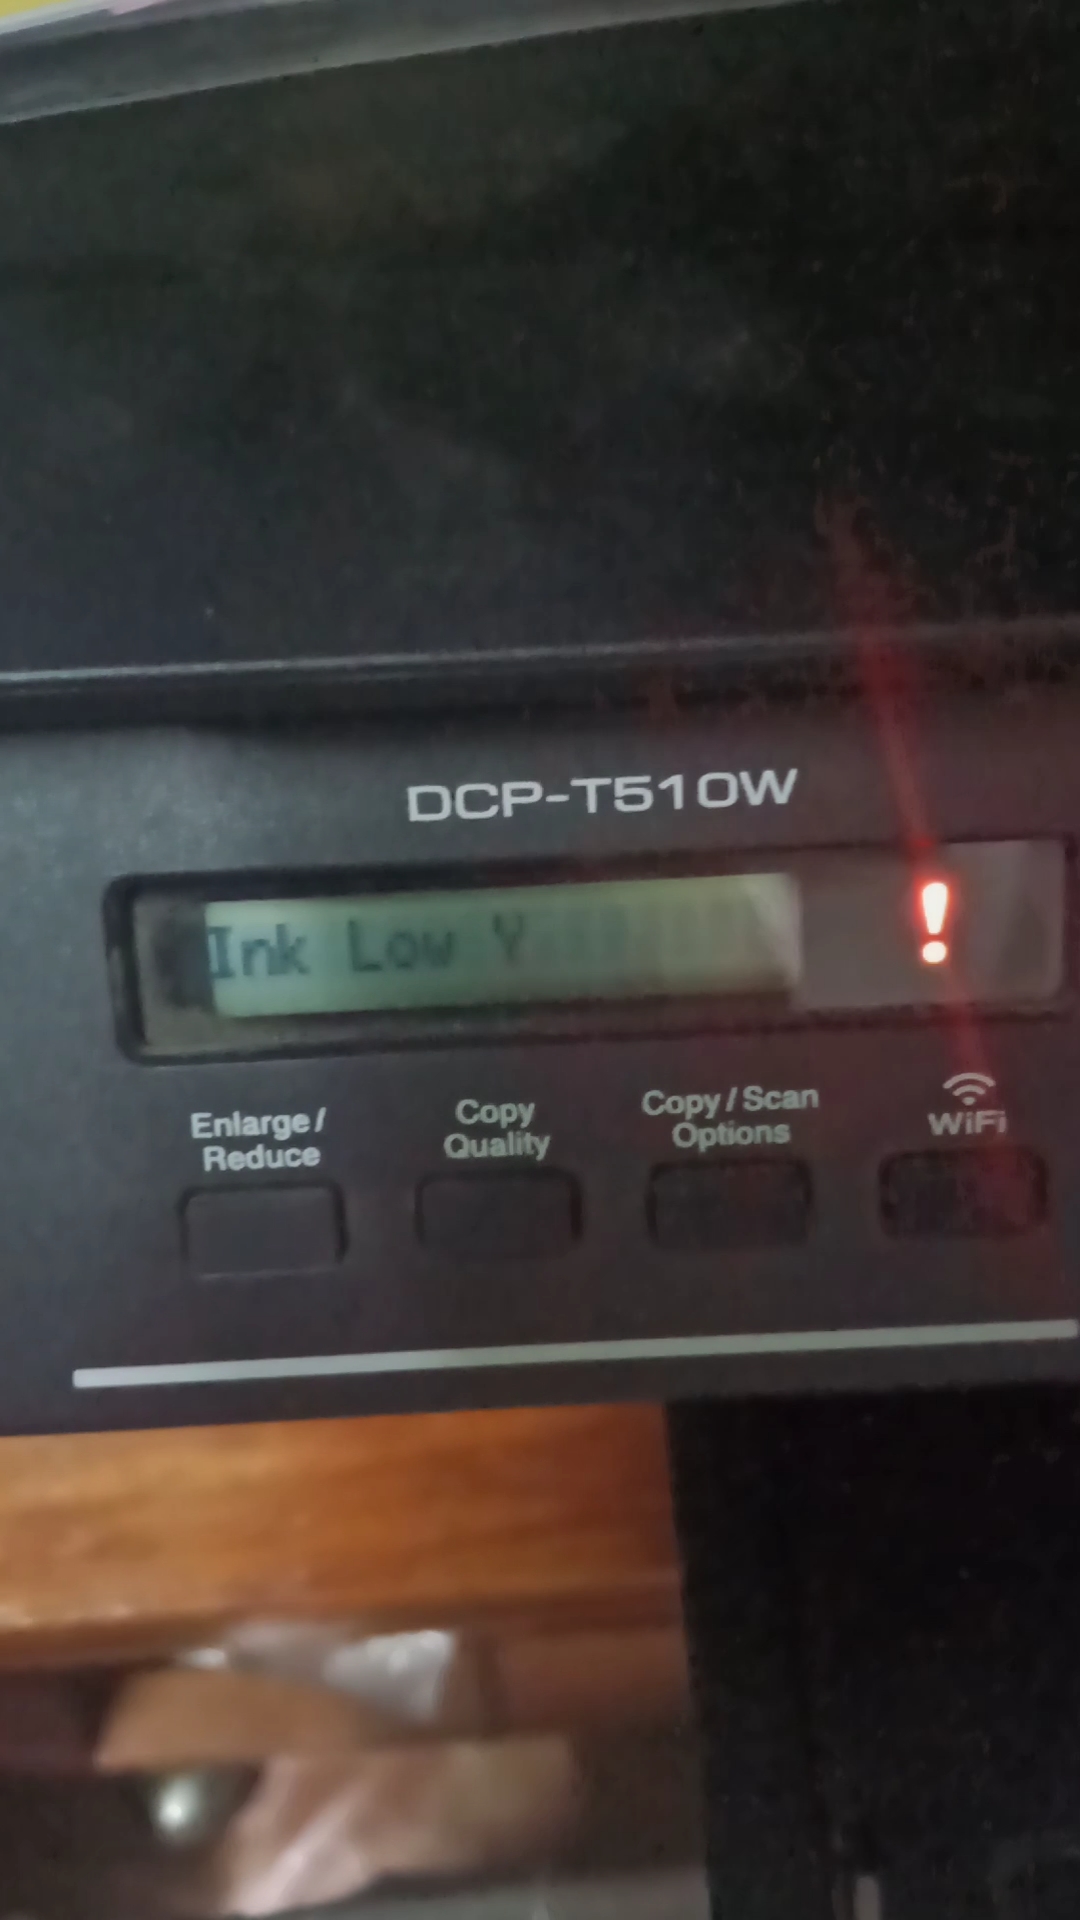 DCP-T510W
Ink Low Y
Enlarge/
Reduce
Copy
Quality
Copy/Scan
Options
WiFi